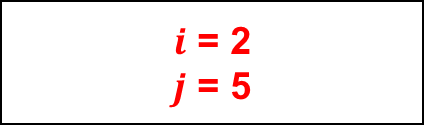 i = 2
j = 5